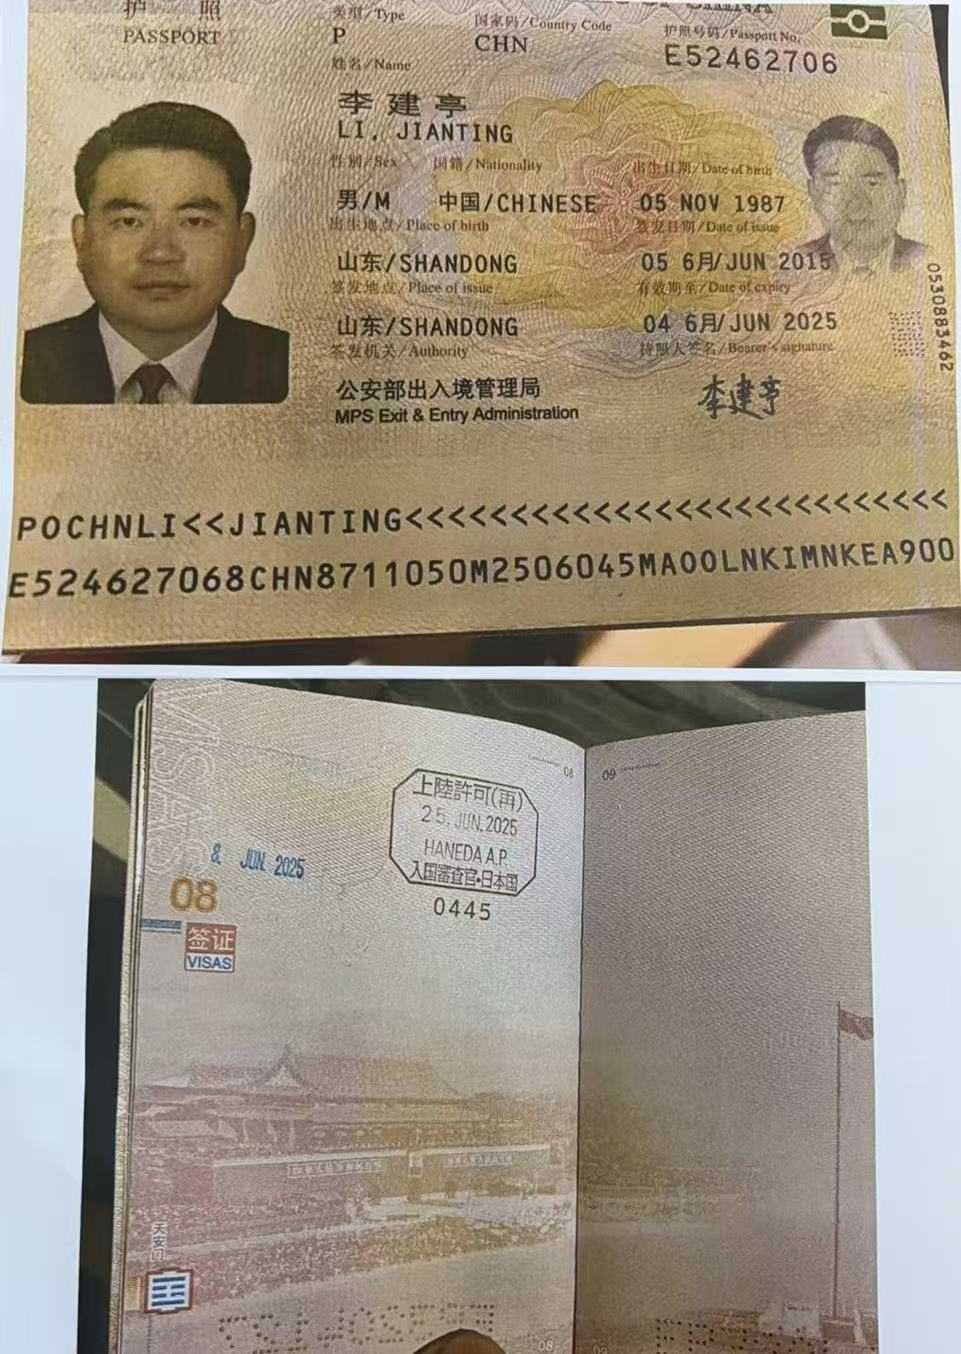 护 照
PASSPORT
类型/Type
P
国家码/Country Code
CHN
护照号码/Passport No.
E52462706
姓名/Name
李建亭
LI, JIANTING
性别/Sex
国籍/Nationality
出生日期/Date of birth
男/M
中国/CHINESE
05 NOV 1987
出生地点/Place of birth
签发日期/Date of issue
山东/SHANDONG
05 6月/JUN 2015
签发地点/Place of issue
有效期至/Date of expiry
山东/SHANDONG
04 6月/JUN 2025
签发机关/Authority
持照人签名/Bearer's signature
公安部出入境管理局
MPS Exit & Entry Administration
李建亭
0530883462
POCHNLI<<JIANTING<<<<<<<<<<<<<<<<<<<<<<<<<<<
E524627068CHN8711050M2506045MAOOLNKIMNKEA900
VISAS
08
09
上陸許可(再)
25. JUN. 2025
HANEDA A.P.
入国審査官・日本国
0445
8 JUN 2025
08
签证
VISAS
天安门
08